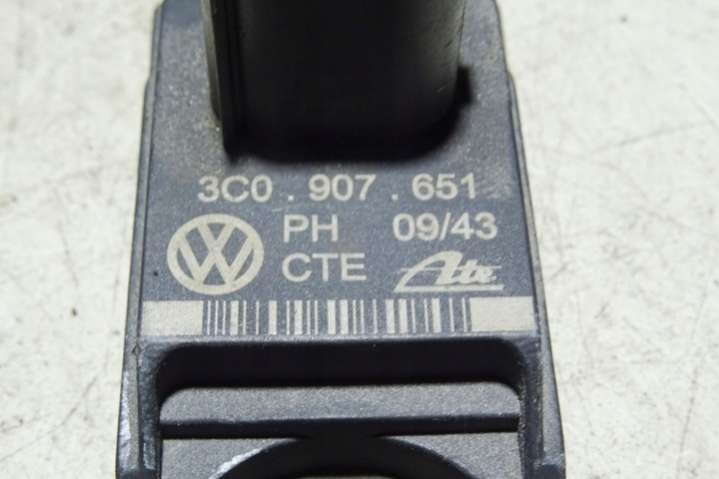 3C0 . 907 . 651
PH 09/43
CTE Ate